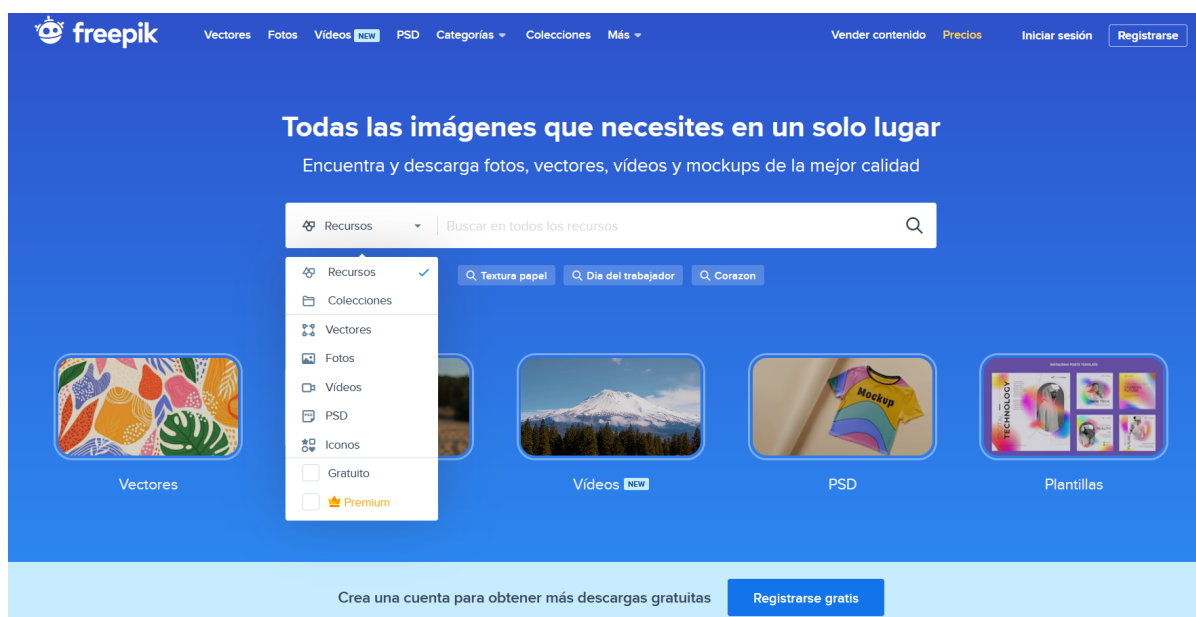 freepik
Vectores Fotos Vídeos NEW PSD Categorías Colecciones Más Vender contenido Precios Iniciar sesión Registrarse
Todas las imágenes que necesites en un solo lugar
Encuentra y descarga fotos, vectores, vídeos y mockups de la mejor calidad
Recursos Buscar en todos los recursos
Recursos
Colecciones
Vectores
Fotos
Vídeos
PSD
Iconos
Gratuito
Premium
Textura papel Dia del trabajador Corazon
Mockup
INSTAGRAM POSTS TEMPLATE
TECHNOLOGY
Vectores Vídeos NEW PSD Plantillas
Crea una cuenta para obtener más descargas gratuitas Registrarse gratis